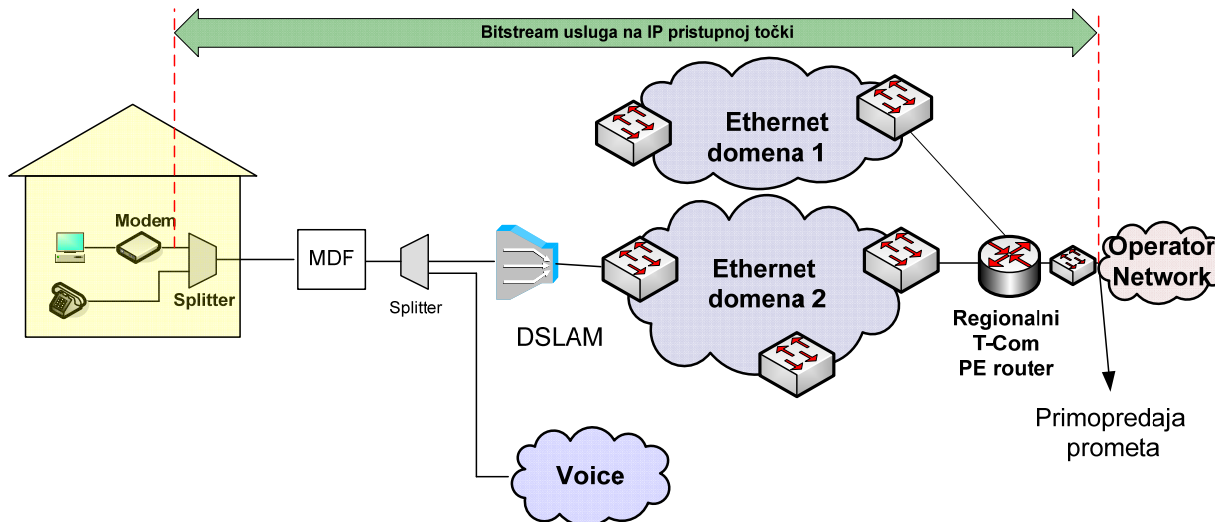 Bitstream usluga na IP pristupnoj točki
Ethernet
domena 1
Modem
Splitter
MDF
Splitter
DSLAM
Ethernet
domena 2
Regionalni
T-Com
PE router
Operator
Network
Primopredaja
prometa
Voice